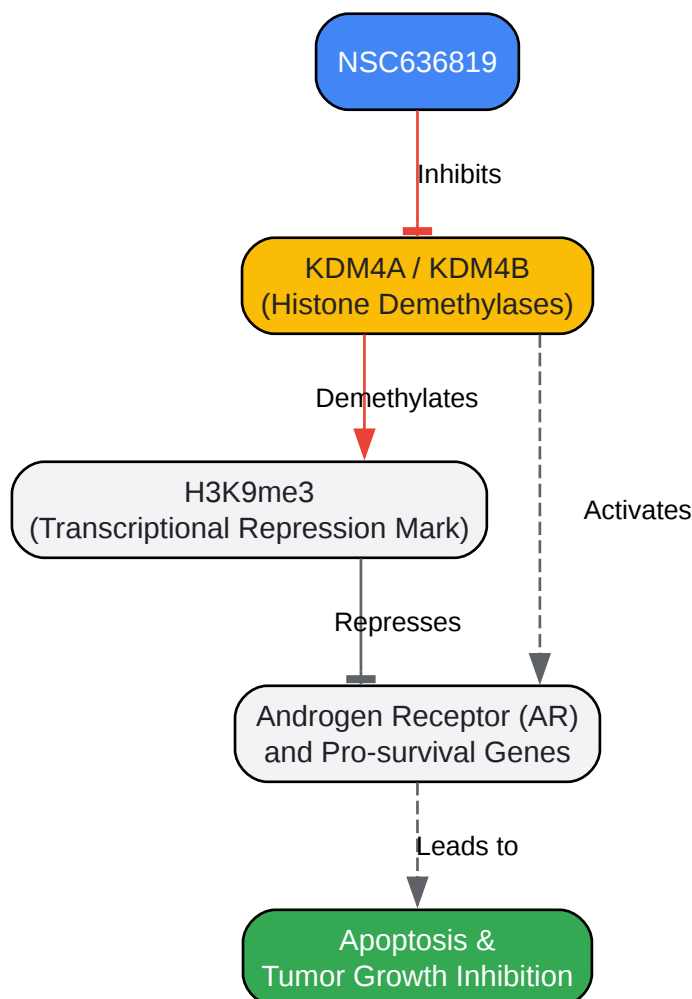 NSC636819
Inhibits
KDM4A / KDM4B
(Histone Demethylases)
Demethylates
H3K9me3
(Transcriptional Repression Mark)
Activates
Represses
Androgen Receptor (AR)
and Pro-survival Genes
Leads to
Apoptosis &
Tumor Growth Inhibition